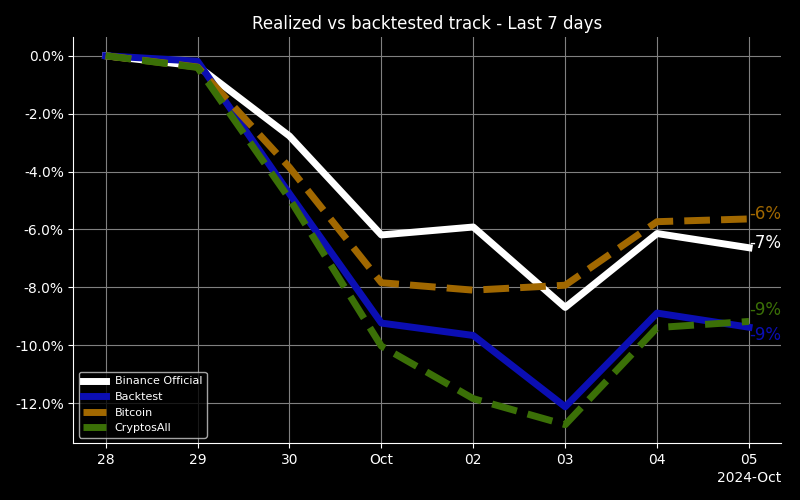 Realized vs backtested track - Last 7 days
0.0%
-2.0%
-4.0%
-6.0%
-8.0%
-10.0%
-12.0%
-6%
-7%
-9%
-9%
Binance Official
Backtest
Bitcoin
CryptosAll
28 29 30 Oct 02 03 04 05
2024-Oct